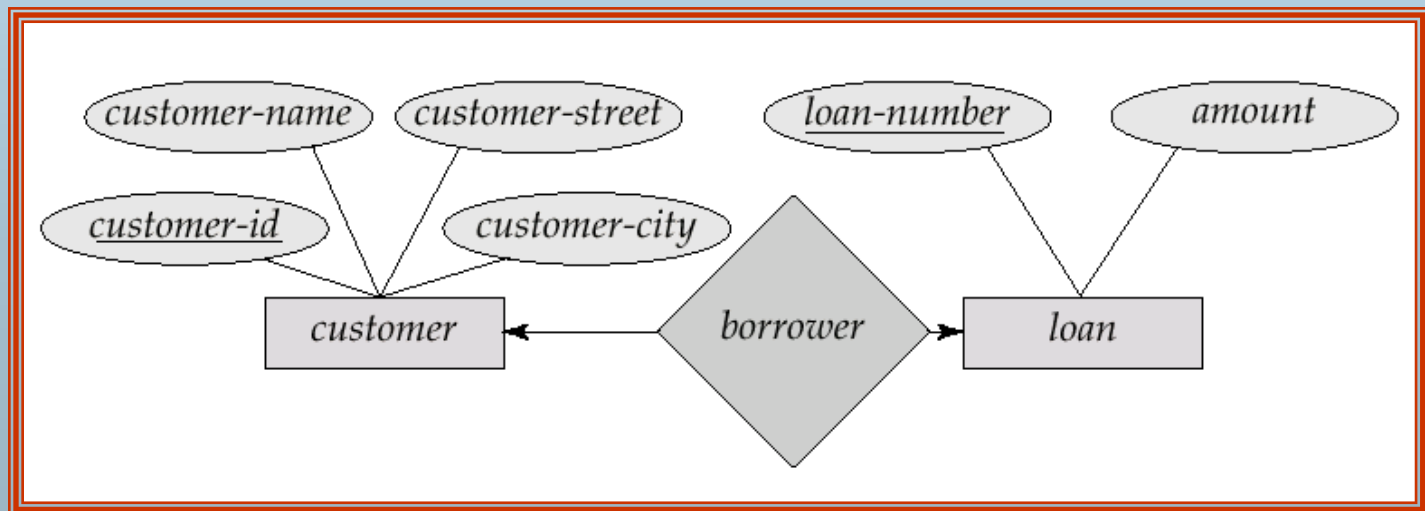 customer-name customer-street loan-number amount
customer-id customer-city
customer borrower loan